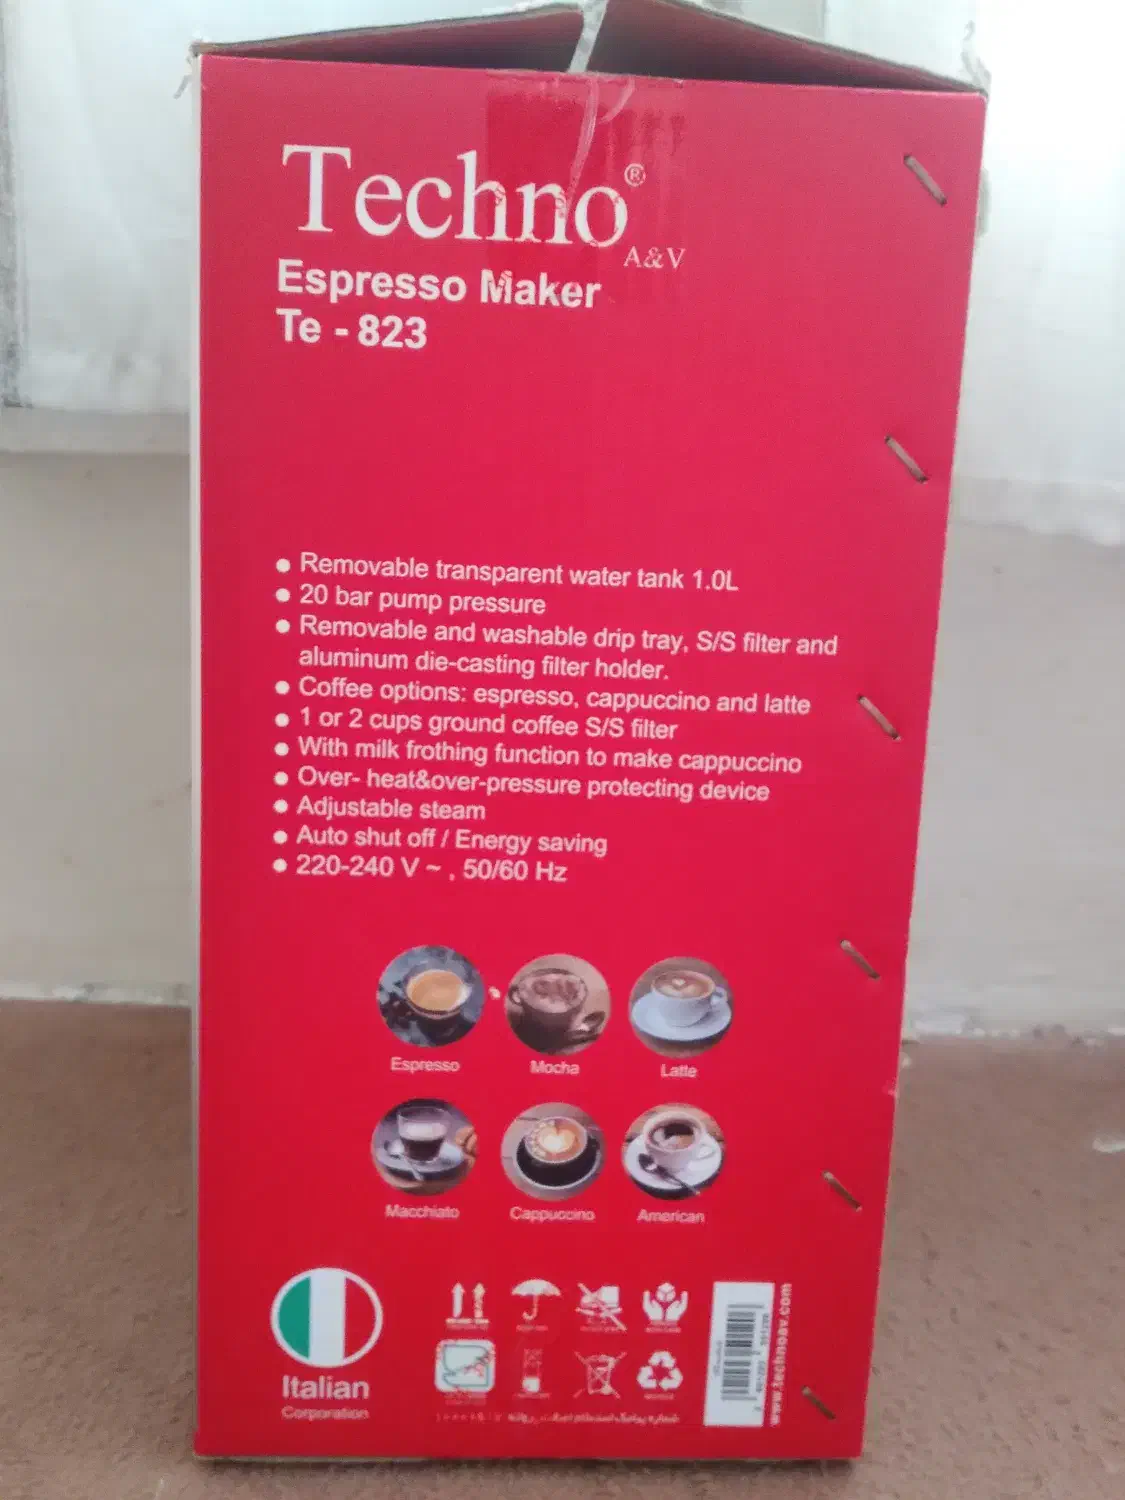 Techno®
A&V
Espresso Maker
Te - 823
● Removable transparent water tank 1.0L
● 20 bar pump pressure
● Removable and washable drip tray, S/S filter and
aluminum die-casting filter holder.
● Coffee options: espresso, cappuccino and latte
● 1 or 2 cups ground coffee S/S filter
● With milk frothing function to make cappuccino
● Over- heat&over-pressure protecting device
● Adjustable steam
● Auto shut off / Energy saving
● 220-240 V ~ , 50/60 Hz
Espresso
Mocha
Latte
Macchiato
Cappuccino
American
Italian
Corporation
www.technoav.com